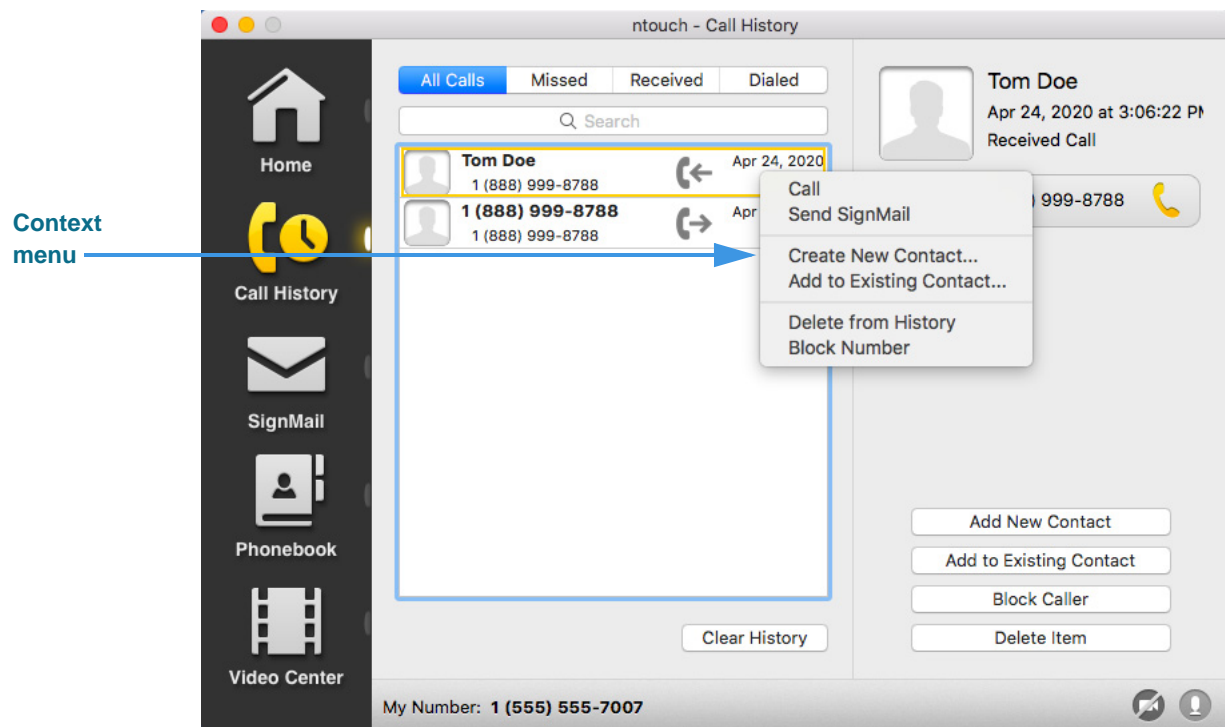 ntouch - Call History
Context
menu
Home
Call History
SignMail
Phonebook
Video Center
All Calls Missed Received Dialed
Search
Tom Doe
1 (888) 999-8788
Apr 24, 2020
1 (888) 999-8788
1 (888) 999-8788
Apr
Call
Send SignMail
Create New Contact...
Add to Existing Contact...
Delete from History
Block Number
Clear History
Tom Doe
Apr 24, 2020 at 3:06:22 PM
Received Call
) 999-8788
Add New Contact
Add to Existing Contact
Block Caller
Delete Item
My Number: 1 (555) 555-7007